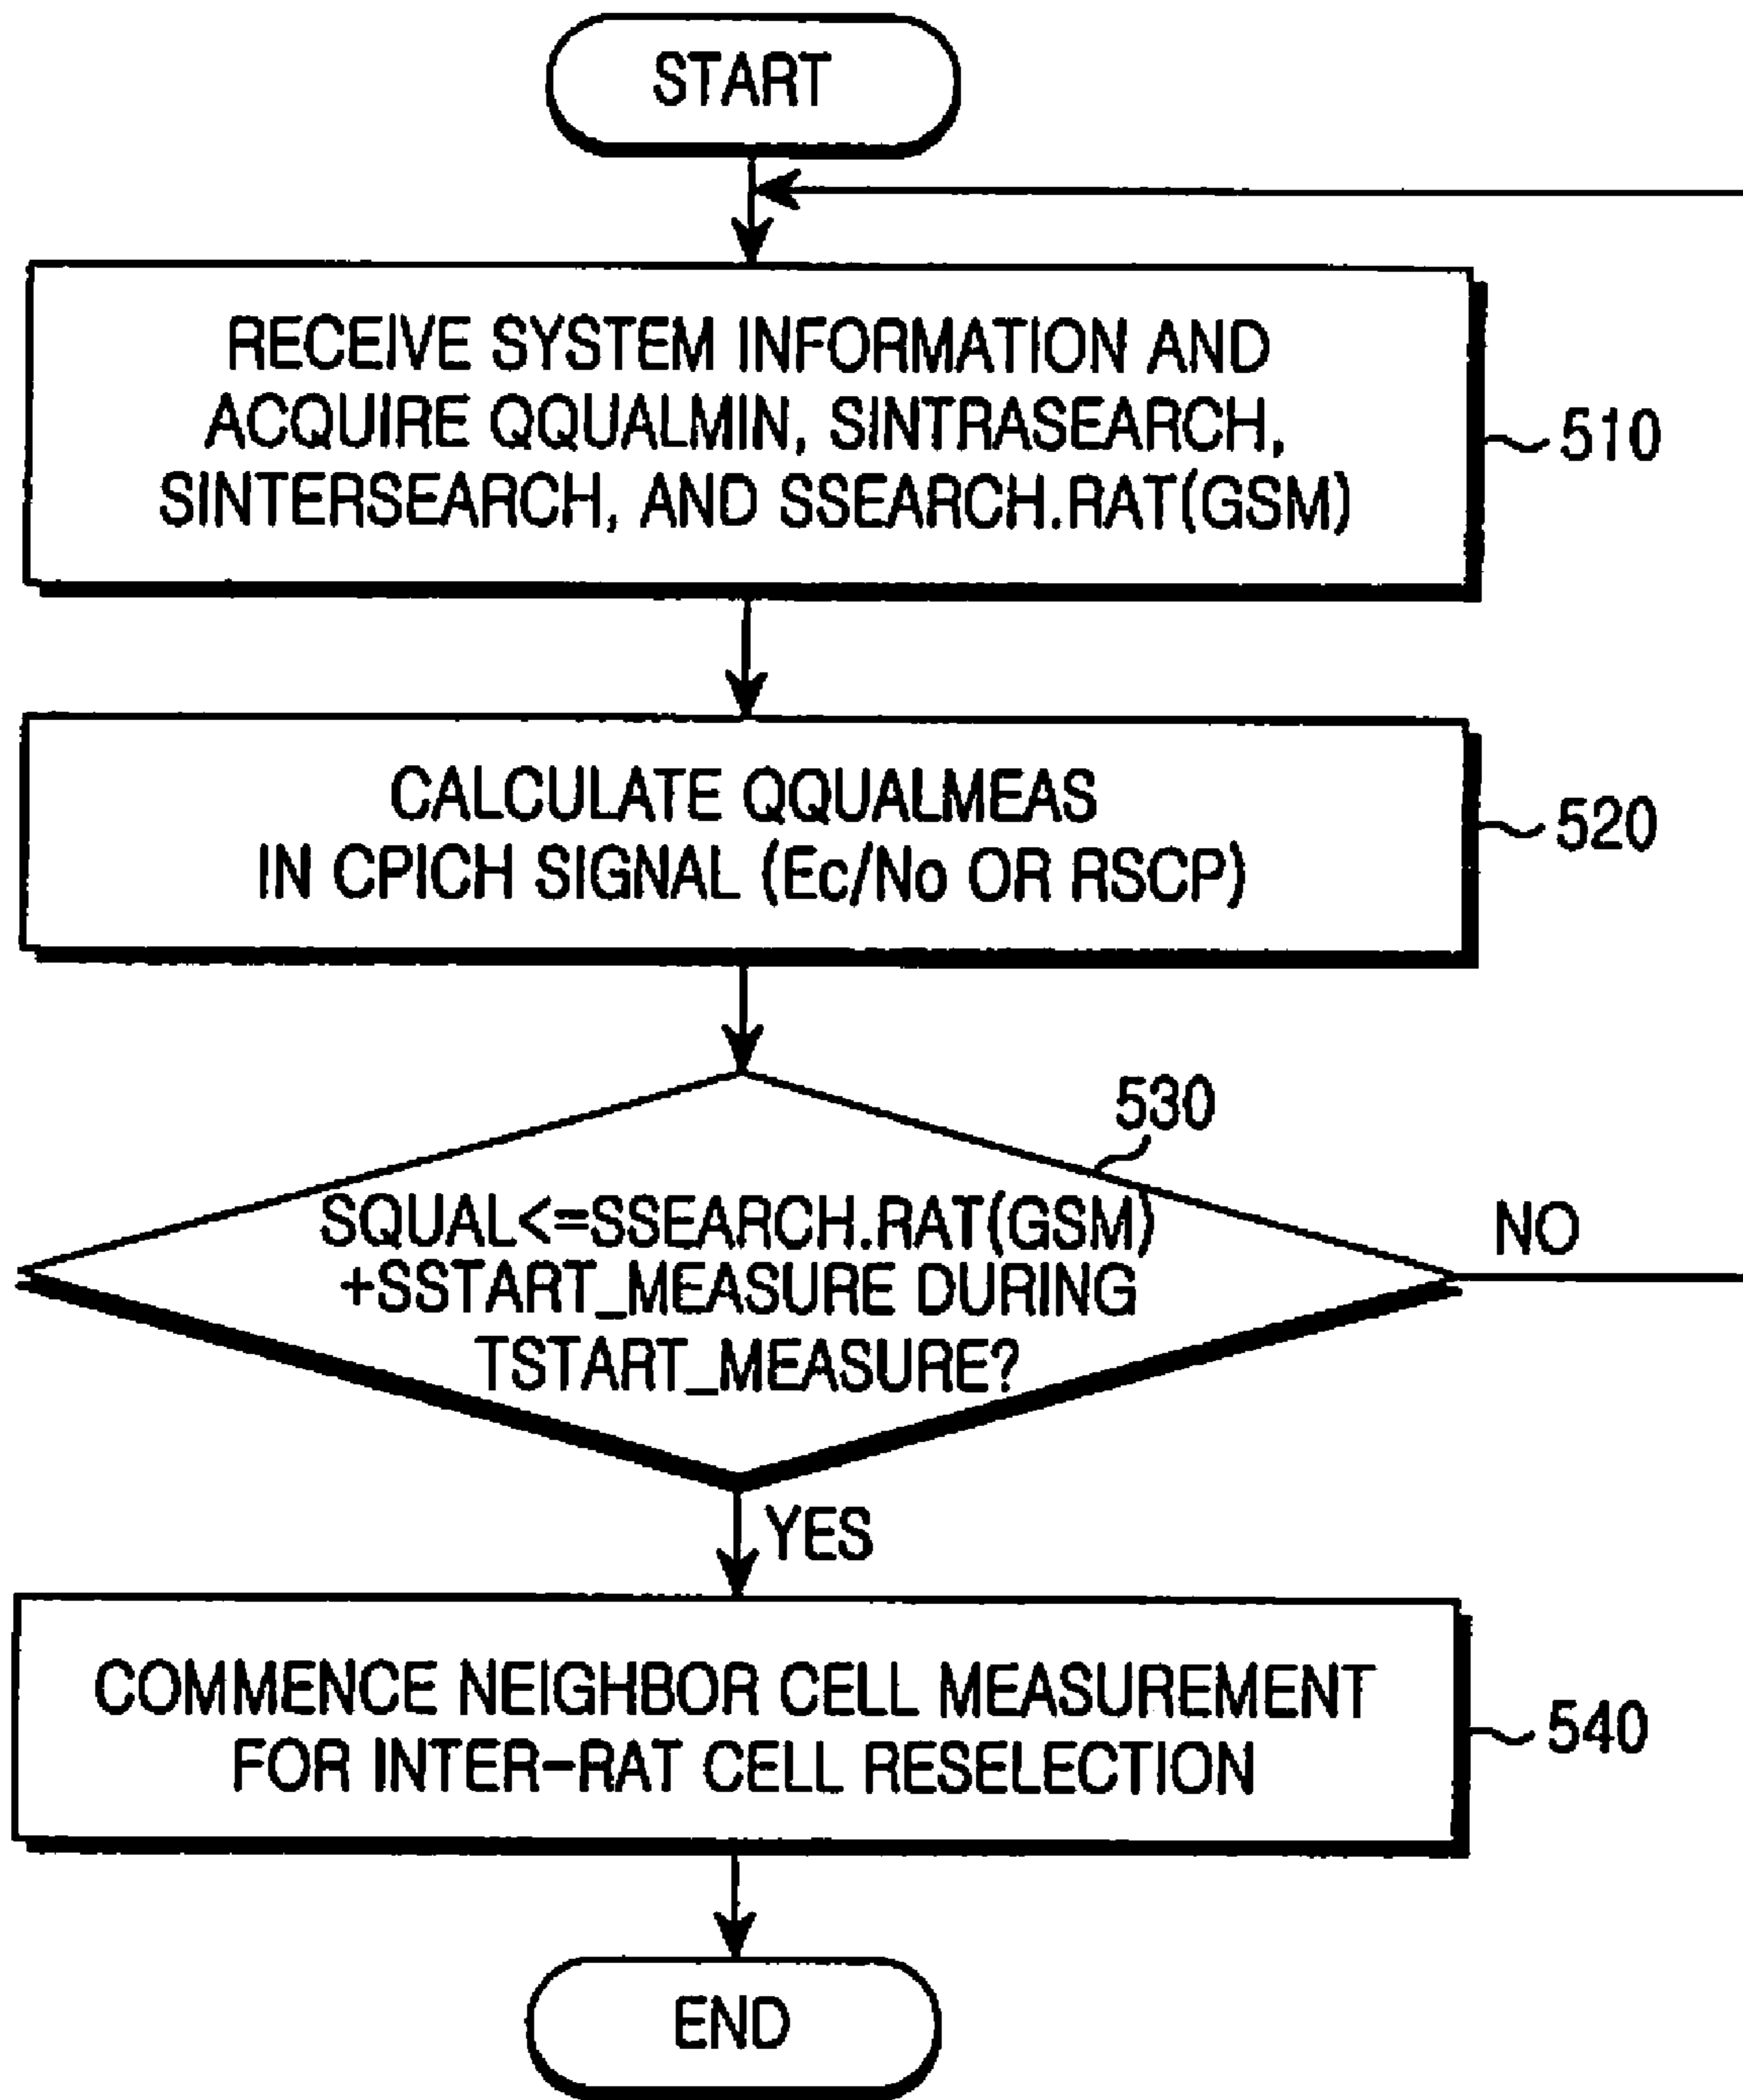 START
RECEIVE SYSTEM INFORMATION AND
ACQUIRE QQUALMIN, SINTRASEARCH,
SINTERSEARCH, AND SSEARCH.RAT(GSM)
510
CALCULATE QQUALMEAS
IN CPICH SIGNAL (Ec/No OR RSCP)
520
530
SQUAL<=SSEARCH.RAT(GSM)
+SSTART_MEASURE DURING
TSTART_MEASURE?
NO
YES
COMMENCE NEIGHBOR CELL MEASUREMENT
FOR INTER-RAT CELL RESELECTION
540
END